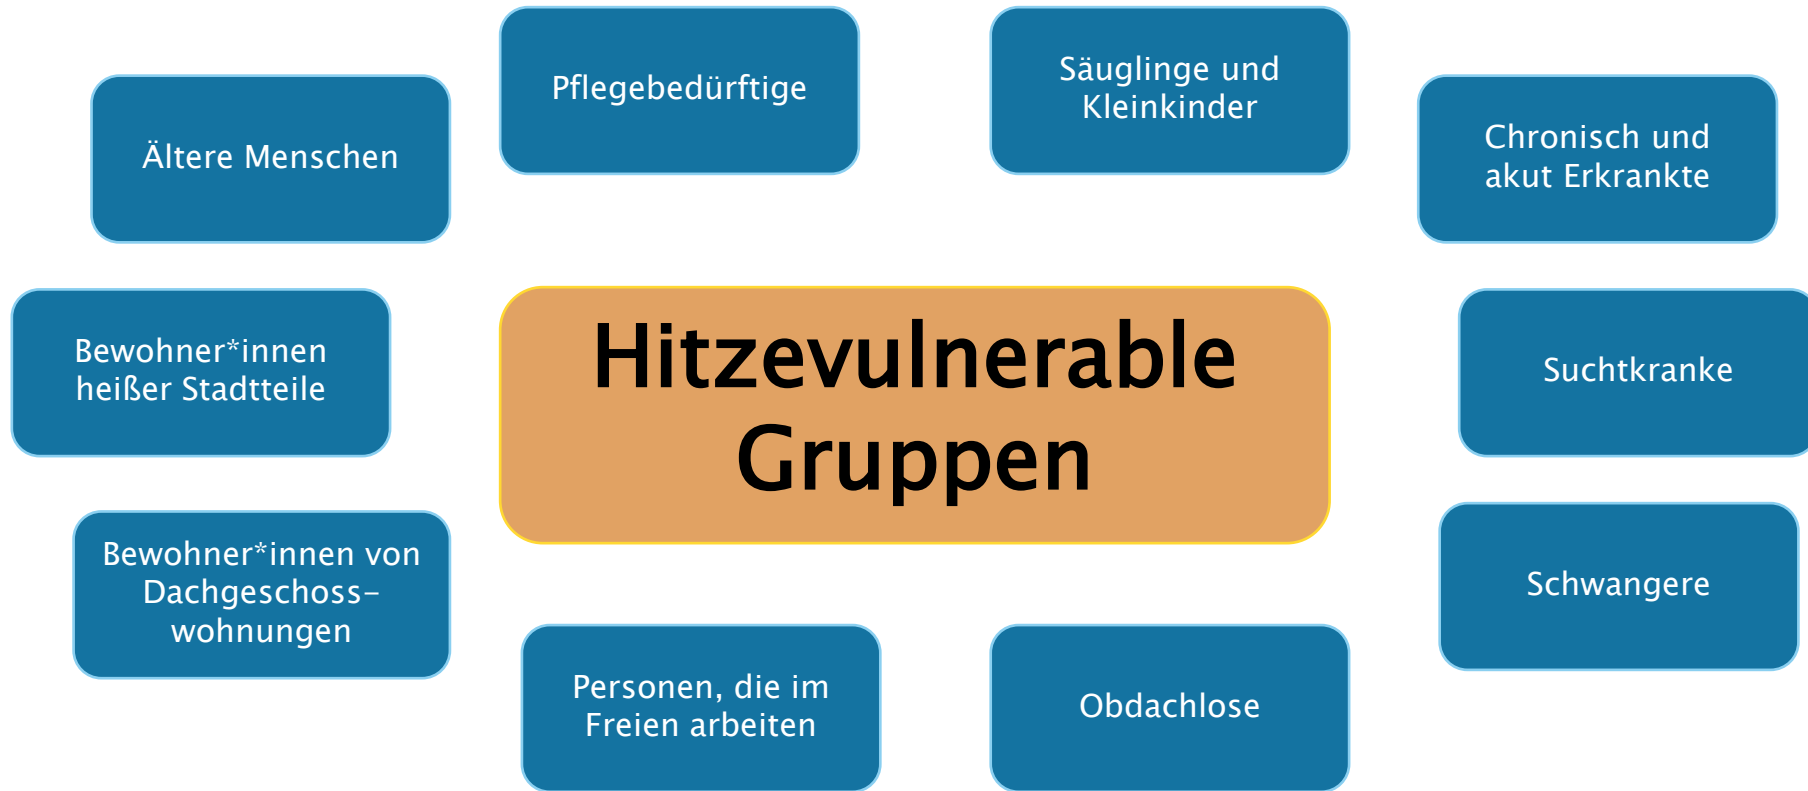 Pflegebedürftige
Säuglinge und
Kleinkinder
Ältere Menschen
Chronisch und
akut Erkrankte
Bewohner*innen
heißer Stadtteile
Hitzevulnerable
Gruppen
Suchtkranke
Bewohner*innen von
Dachgeschoss-
wohnungen
Schwangere
Personen, die im
Freien arbeiten
Obdachlose